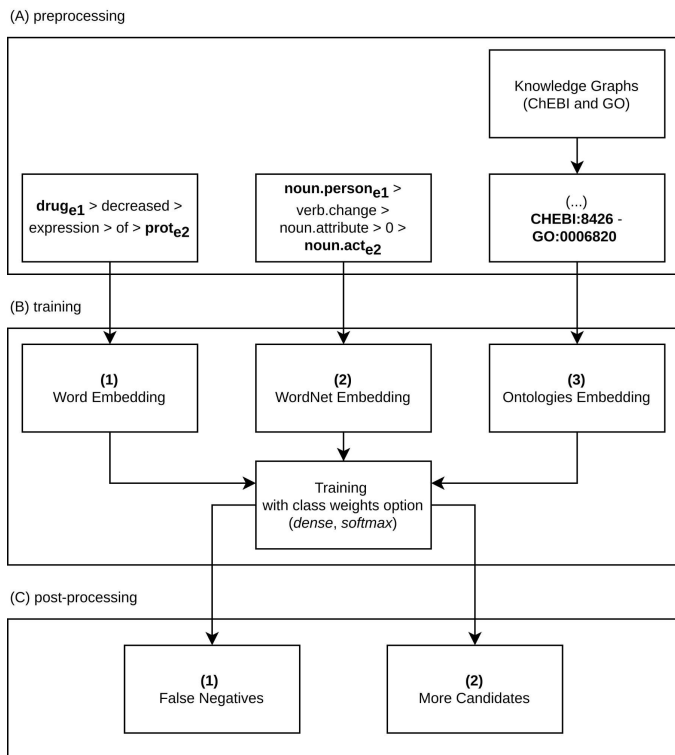 (A) preprocessing
Knowledge Graphs
(ChEBI and GO)
drug e1 > decreased >
expression > of > prot e2
noun.person e1 >
verb.change >
noun.attribute > 0 >
noun.act e2
(...)
CHEBI:8426 -
GO:0006820
(B) training
(1)
Word Embedding
(2)
WordNet Embedding
(3)
Ontologies Embedding
Training
with class weights option
(dense, softmax)
(C) post-processing
(1)
False Negatives
(2)
More Candidates